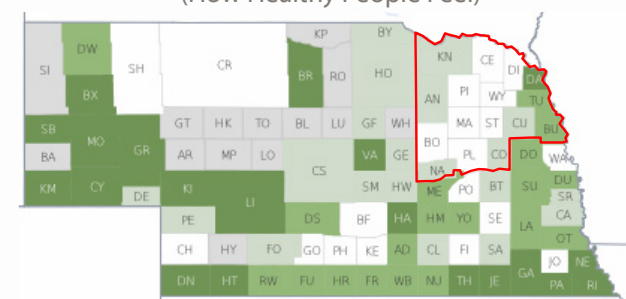 (How Healthy People Feel)
KP BY
DW KN CE
SI SH CR BR RO HO DI DA
BX AN PI WY TU
SB GT HK TO BL LU GF WH MA ST CU BU
MO BO
BA GR AR MP LO VA GE PL CO DO WA
CS NA
KM CY DE KI LI SM HW ME PO BT SU DU
SR
PE DS BF HA HM YO SE LA CA
OT
CH HY FO GO PH KE AD CL FI SA JO NE
GA
DN HT RW FU HR FR WB NU TH JE PA RI